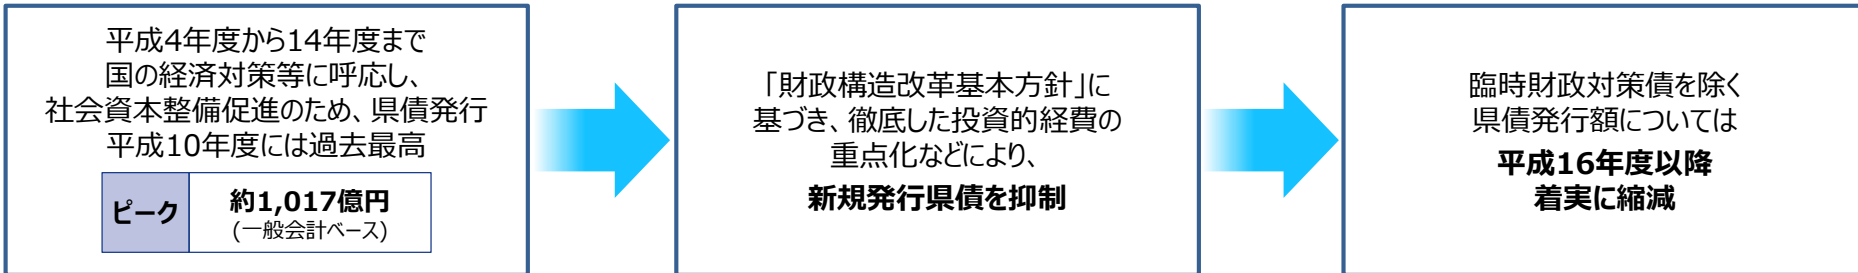 平成4年度から14年度まで
国の経済対策等に呼応し、
社会資本整備促進のため、県債発行
平成10年度には過去最高
ピーク
約1,017億円
(一般会計ベース)
「財政構造改革基本方針」に
基づき、徹底した投資的経費の
重点化などにより、
新規発行県債を抑制
臨時財政対策債を除く
県債発行額については
平成16年度以降
着実に縮減